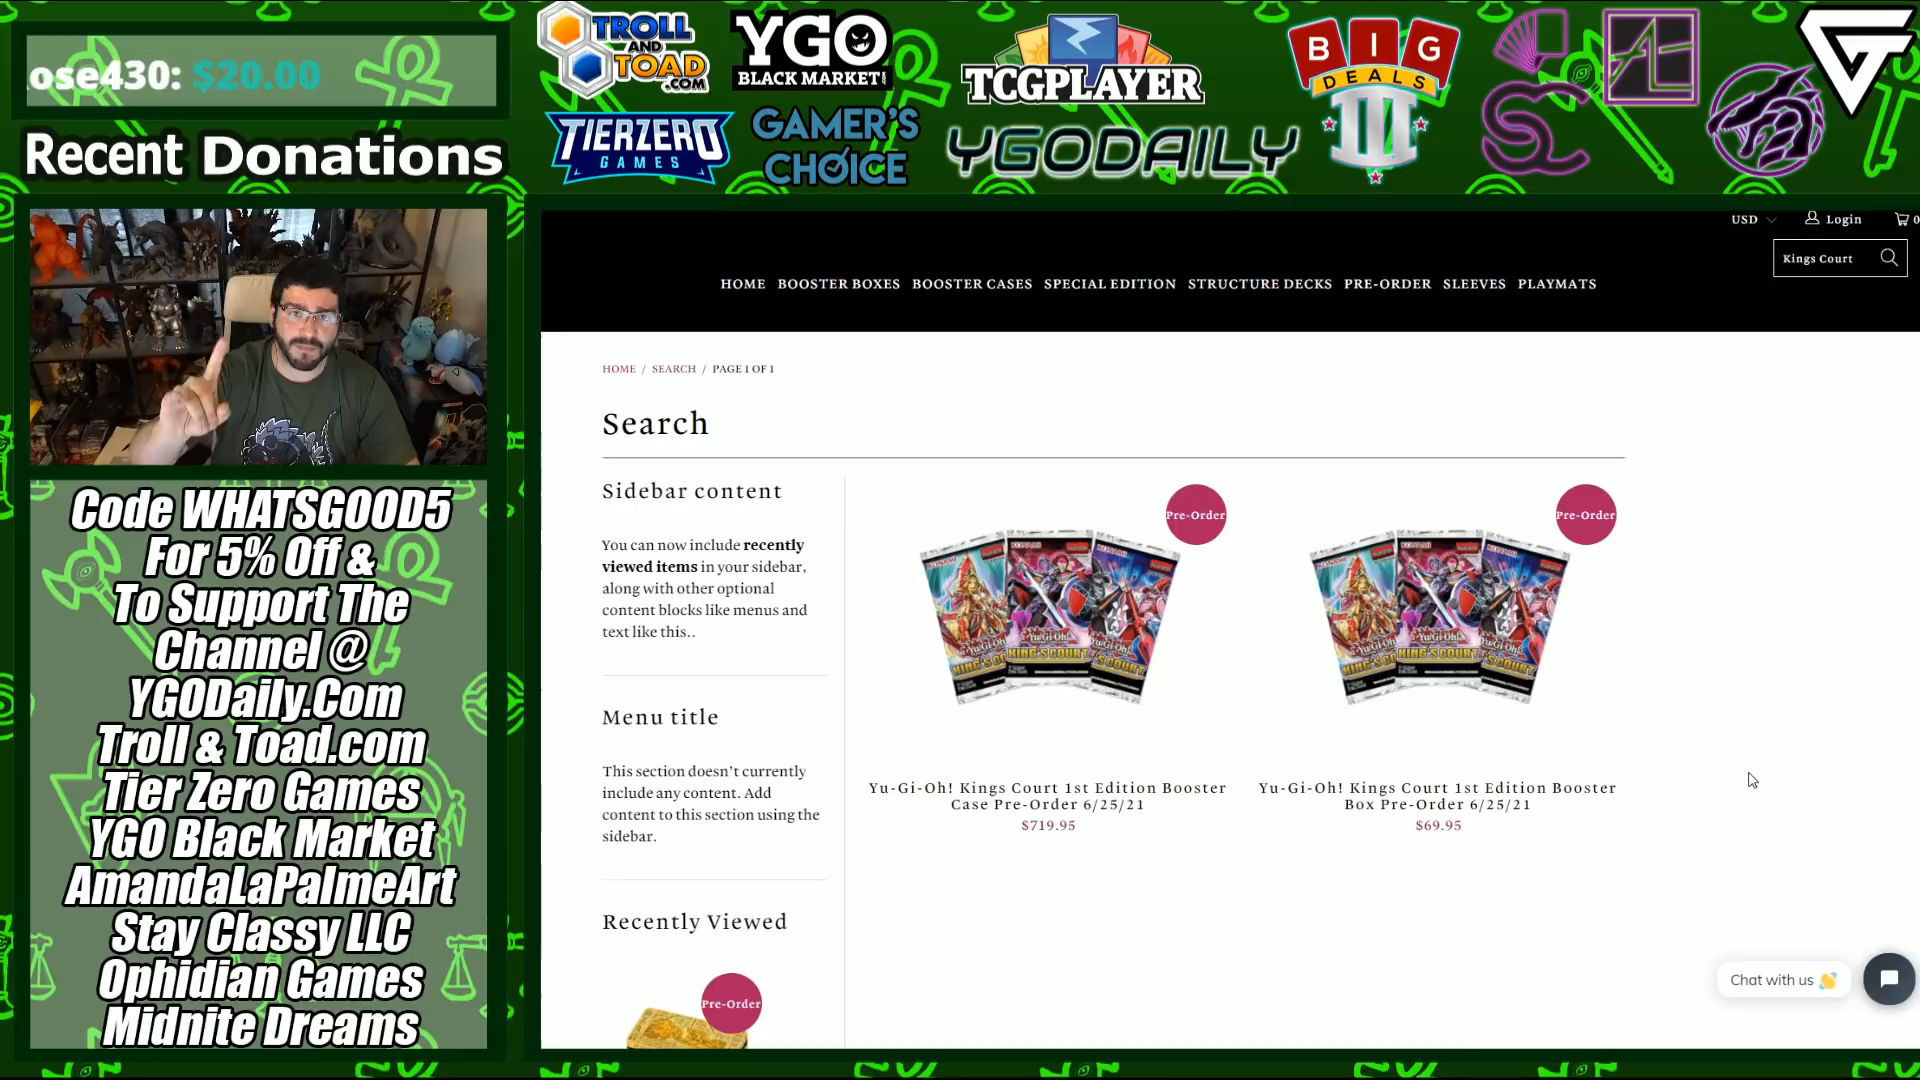 ose430: $20.00
Recent Donations
TROLL
AND
TOAD
.COM
YGO
BLACK MARKET!
TCGPLAYER
BIG
DEALS
III
TIERZERO
GAMES
GAMER'S
CHOICE
YGODAILY
Code WHATSGOOD5
For 5% Off &
To Support The
Channel @
YGODaily.Com
Troll & Toad.com
Tier Zero Games
YGO Black Market
AmandaLaPalmeArt
Stay Classy LLC
Ophidian Games
Midnite Dreams
USD
Login
0
Kings Court
HOME BOOSTER BOXES BOOSTER CASES SPECIAL EDITION STRUCTURE DECKS PRE-ORDER SLEEVES PLAYMATS
HOME / SEARCH / PAGE 1 OF 1
Search
Sidebar content
You can now include recently
viewed items in your sidebar,
along with other optional
content blocks like menus and
text like this..
Menu title
This section doesn't currently
include any content. Add
content to this section using the
sidebar.
Recently Viewed
Pre-Order
Pre-Order
Yu-Gi-Oh! Kings Court 1st Edition Booster
Case Pre-Order 6/25/21
$719.95
Pre-Order
Yu-Gi-Oh! Kings Court 1st Edition Booster
Box Pre-Order 6/25/21
$69.95
Chat with us 👋